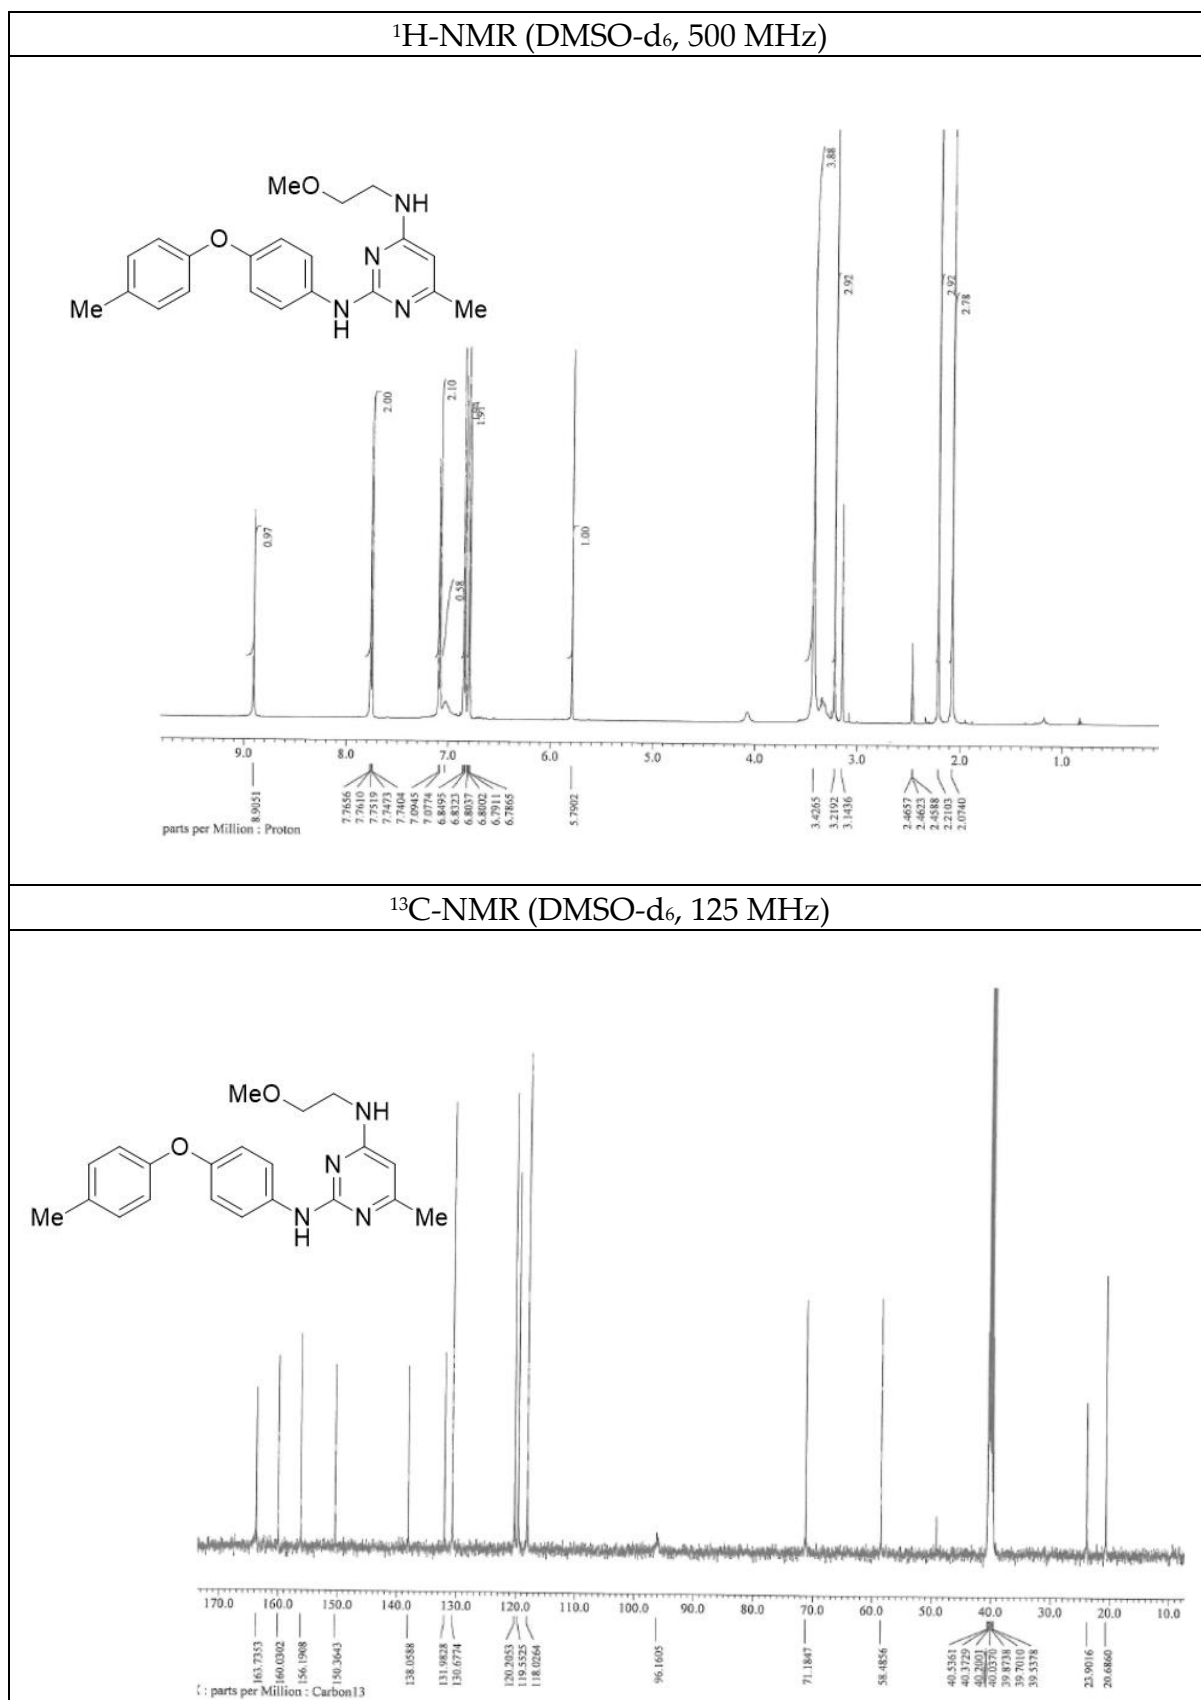 ¹H-NMR (DMSO-d₆, 500 MHz)
MeO
NH
O
N
Me
N
H
N
Me
3.88
2.92
2.92
2.78
2.00
2.10
1.91
0.97
0.58
1.00
9.0 8.0 7.0 6.0 5.0 4.0 3.0 2.0 1.0
8.9051
7.7656
7.7610
7.7519
7.7473
7.7404
7.0945
7.0774
6.8495
6.8323
6.8037
6.8002
6.7911
6.7865
5.7902
3.4265
3.2192
3.1436
2.4657
2.4623
2.4588
2.2103
2.0740
parts per Million : Proton
¹³C-NMR (DMSO-d₆, 125 MHz)
MeO
NH
O
N
Me
N
H
N
Me
170.0 160.0 150.0 140.0 130.0 120.0 110.0 100.0 90.0 80.0 70.0 60.0 50.0 40.0 30.0 20.0 10.0
163.7353
160.0302
156.1908
150.3643
138.0588
131.9828
130.6774
120.2053
119.5525
118.0264
96.1605
71.1847
58.4856
40.5361
40.3729
40.2001
40.0370
39.8738
39.7010
39.5378
23.9016
20.6860
: parts per Million : Carbon13